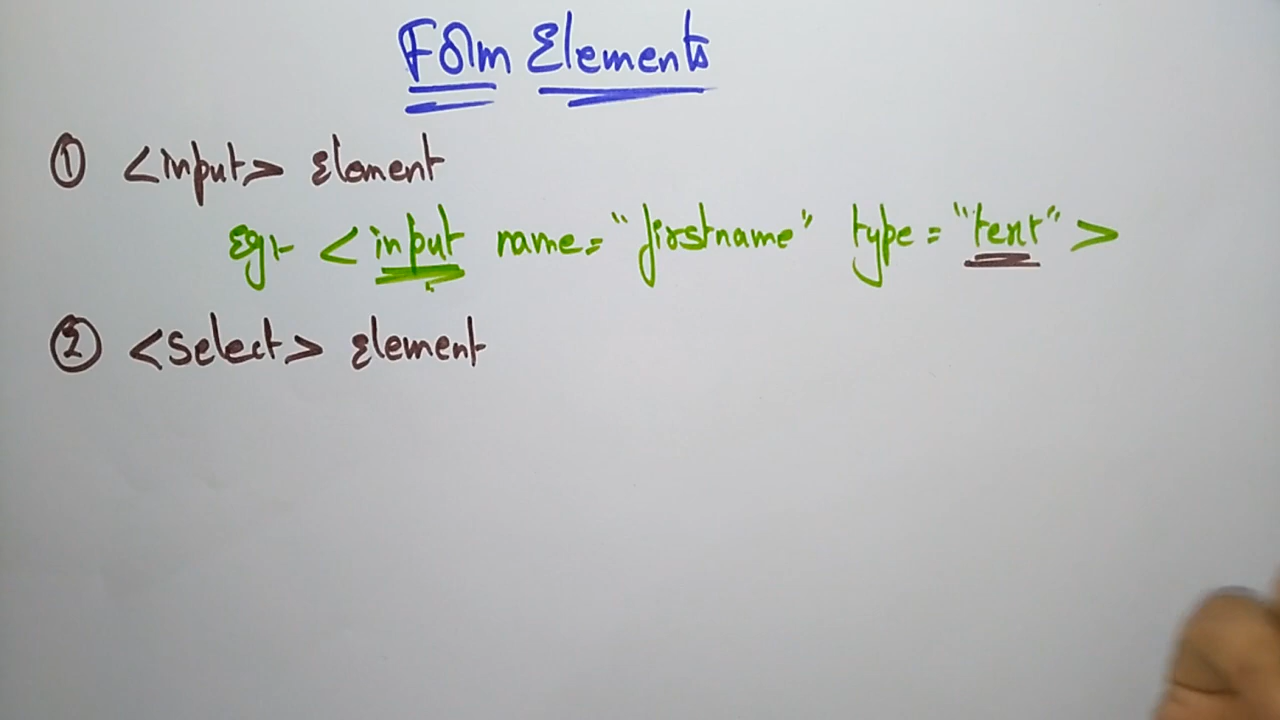 Form Elements
① <input> Element
Eg:- <input name="firstname" type="text">
② <select> Element